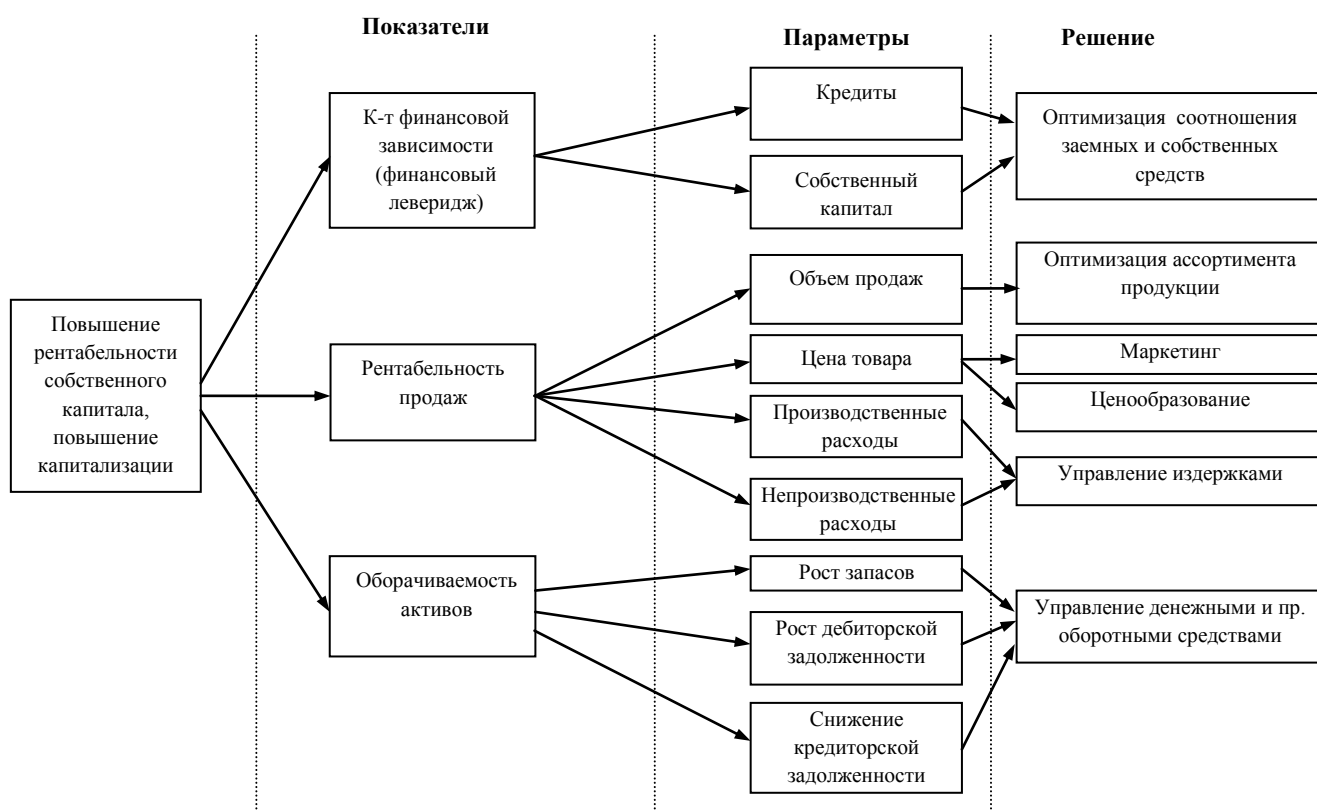 Показатели
Параметры
Решение
Повышение
рентабельности
собственного
капитала,
повышение
капитализации
К-т финансовой
зависимости
(финансовый
леверидж)
Рентабельность
продаж
Оборачиваемость
активов
Кредиты
Собственный
капитал
Объем продаж
Цена товара
Производственные
расходы
Непроизводственные
расходы
Рост запасов
Рост дебиторской
задолженности
Снижение
кредиторской
задолженности
Оптимизация соотношения
заемных и собственных
средств
Оптимизация ассортимента
продукции
Маркетинг
Ценообразование
Управление издержками
Управление денежными и пр.
оборотными средствами